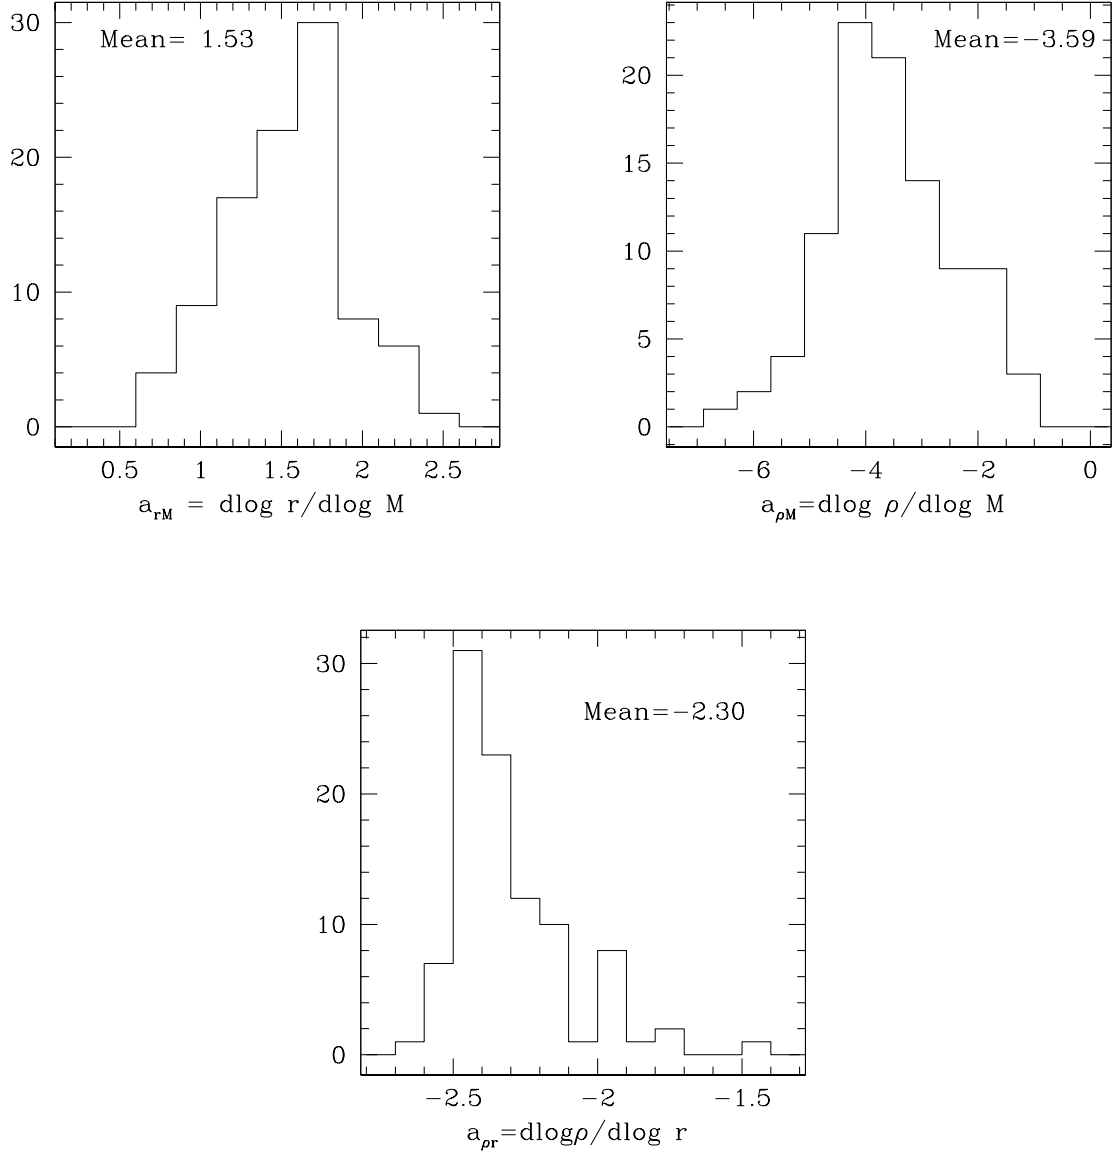 30
Mean= 1.53
20
10
0
0.5 1 1.5 2 2.5
a_rM = dlog r/dlog M
Mean=−3.59
20
15
10
5
0
−6 −4 −2 0
a_ρM=dlog ρ/dlog M
30
Mean=−2.30
20
10
0
−2.5 −2 −1.5
a_ρr=dlogρ/dlog r